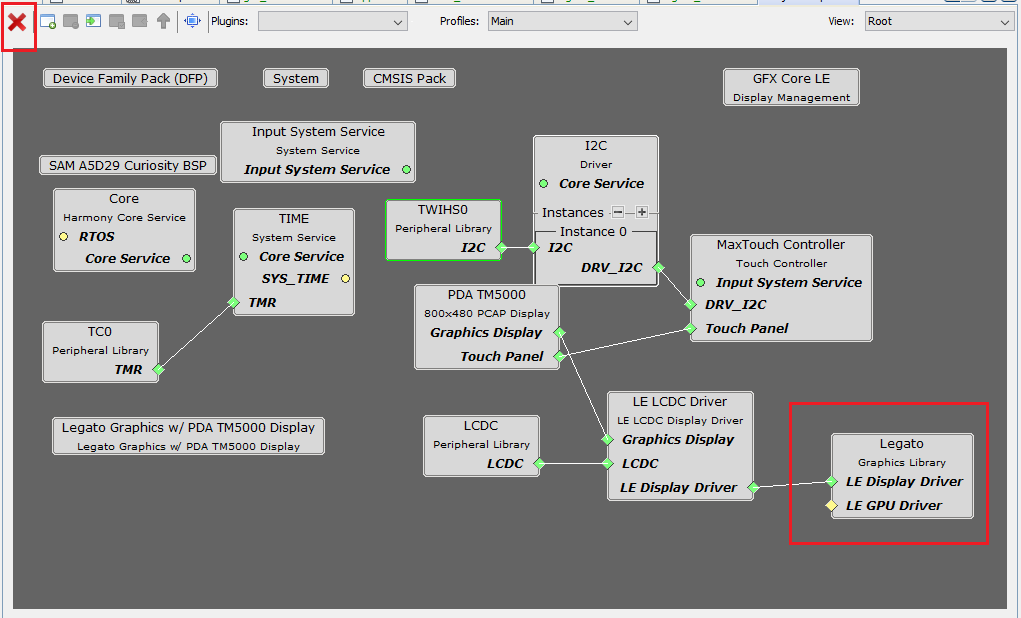 Plugins:
Profiles:
Main
View:
Root
Device Family Pack (DFP)
System
CMSIS Pack
GFX Core LE
Display Management
Input System Service
System Service
Input System Service
SAM A5D29 Curiosity BSP
Core
Harmony Core Service
RTOS
Core Service
TIME
System Service
Core Service
SYS_TIME
TMR
TC0
Peripheral Library
TMR
TWIHS0
Peripheral Library
I2C
I2C
Driver
Core Service
Instances
Instance 0
I2C
DRV_I2C
MaxTouch Controller
Touch Controller
Input System Service
DRV_I2C
Touch Panel
PDA TM5000
800x480 PCAP Display
Graphics Display
Touch Panel
Legato Graphics w/ PDA TM5000 Display
Legato Graphics w/ PDA TM5000 Display
LCDC
Peripheral Library
LCDC
LE LCDC Driver
LE LCDC Display Driver
Graphics Display
LCDC
LE Display Driver
Legato
Graphics Library
LE Display Driver
LE GPU Driver